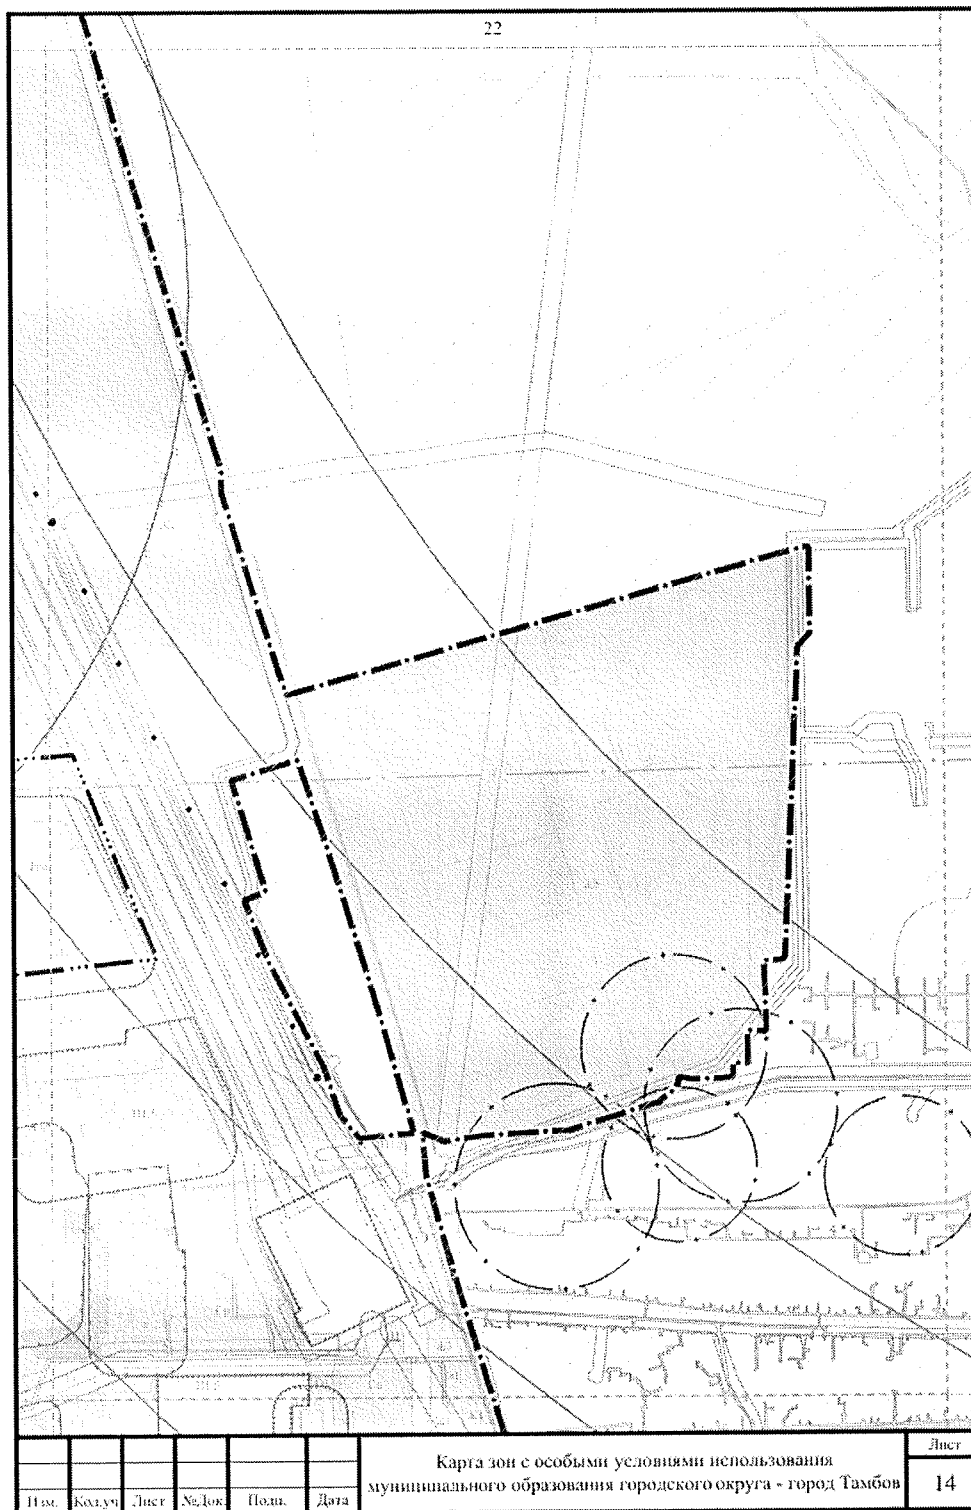 22
Карта зон с особыми условиями использования
муниципального образования городского округа - город Тамбов
Лист
14
Изм.
Кол.уч
Лист
№Док.
Подп.
Дата